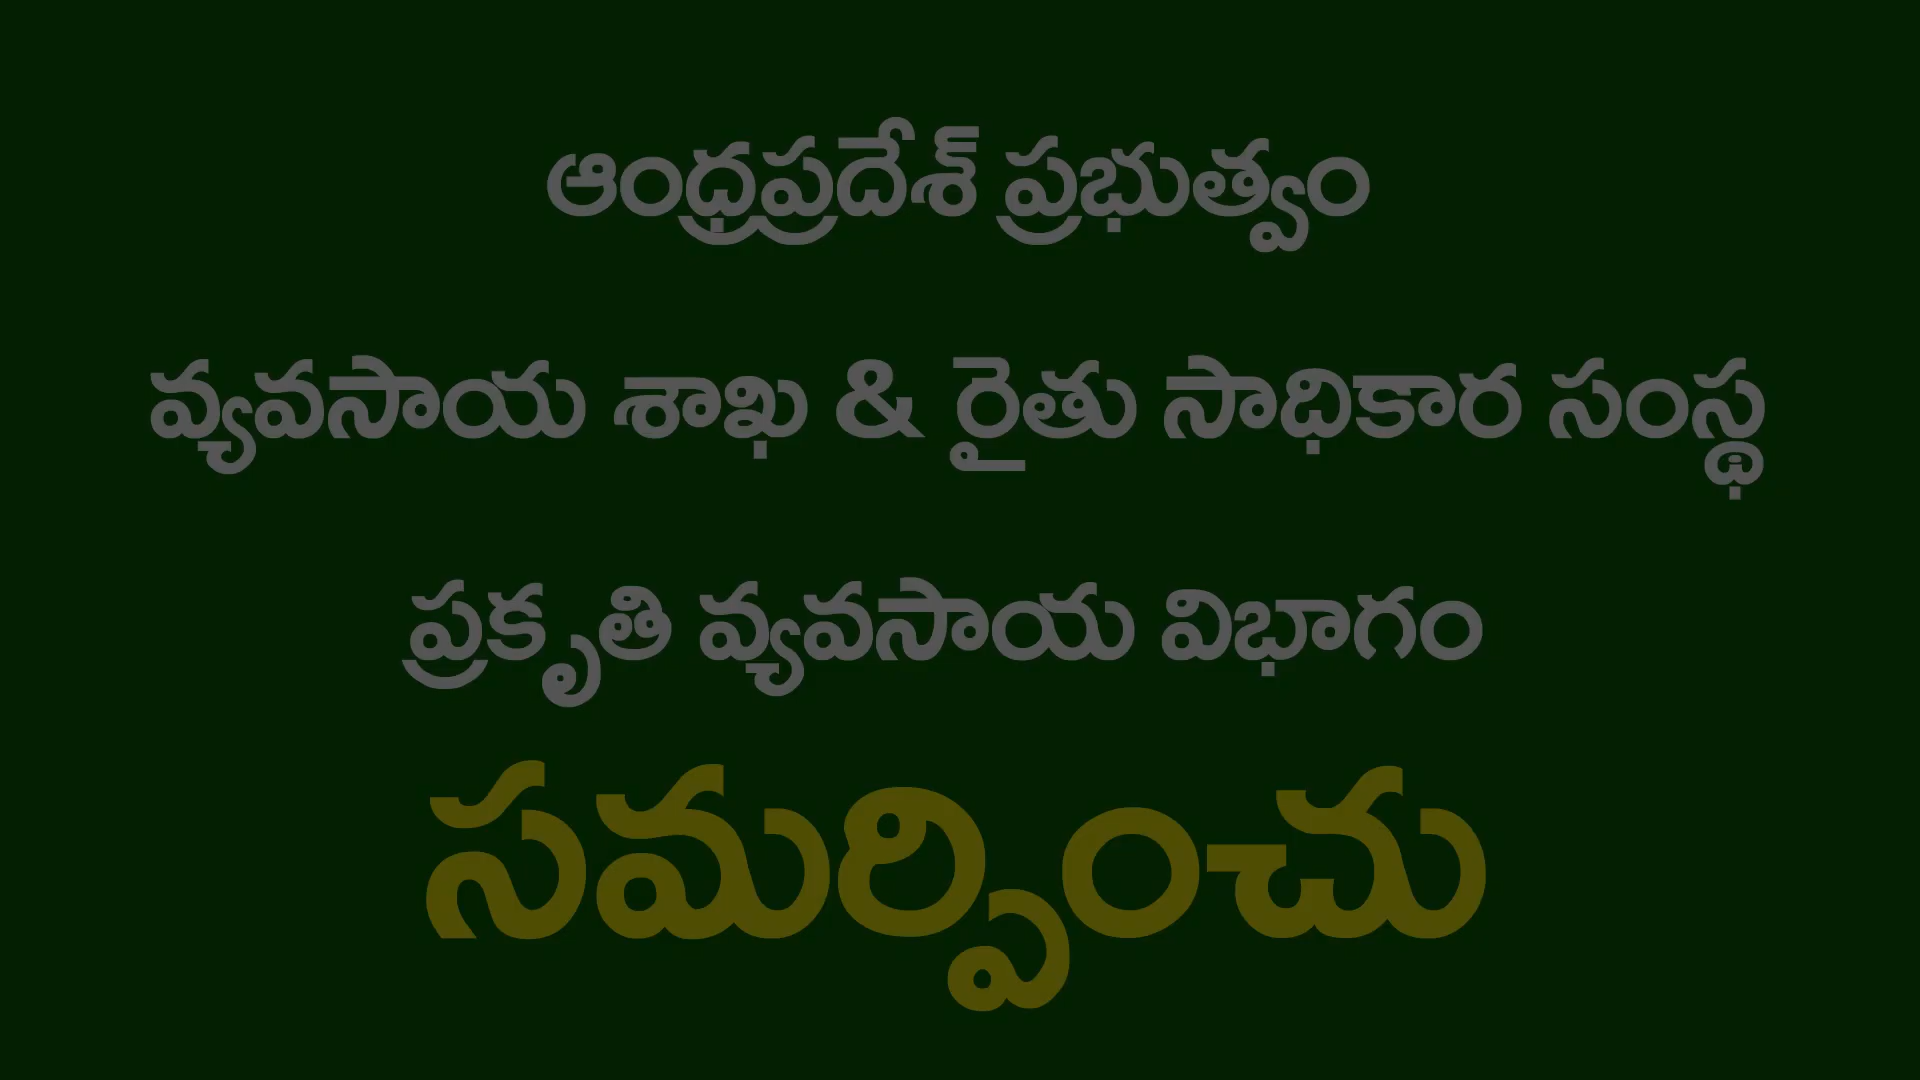 ఆంధ్రప్రదేశ్ ప్రభుత్వం
వ్యవసాయ శాఖ & రైతు సాధికార సంస్థ
ప్రకృతి వ్యవసాయ విభాగం
సమర్పించు